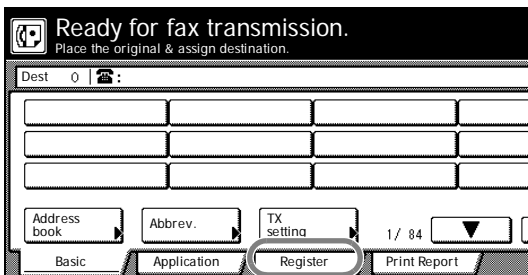 Ready for fax transmission.
Place the original & assign destination.
Dest 0 :
Address book
Abbrev.
TX setting
1/ 84
Basic
Application
Register
Print Report